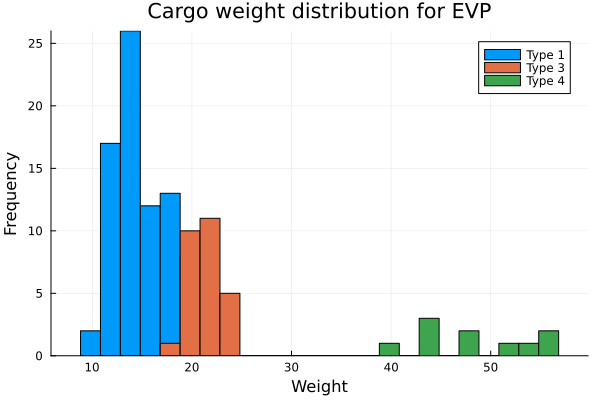 Cargo weight distribution for EVP
Type 1
Type 3
Type 4
Frequency
25
20
15
10
5
0
10 20 30 40 50
Weight